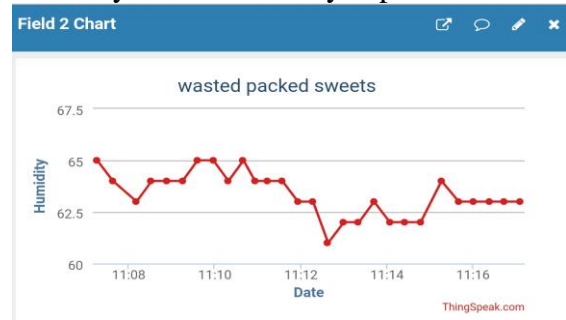 Field 2 Chart
wasted packed sweets
67.5
65
62.5
60
Humidity
11:08 11:10 11:12 11:14 11:16
Date
ThingSpeak.com